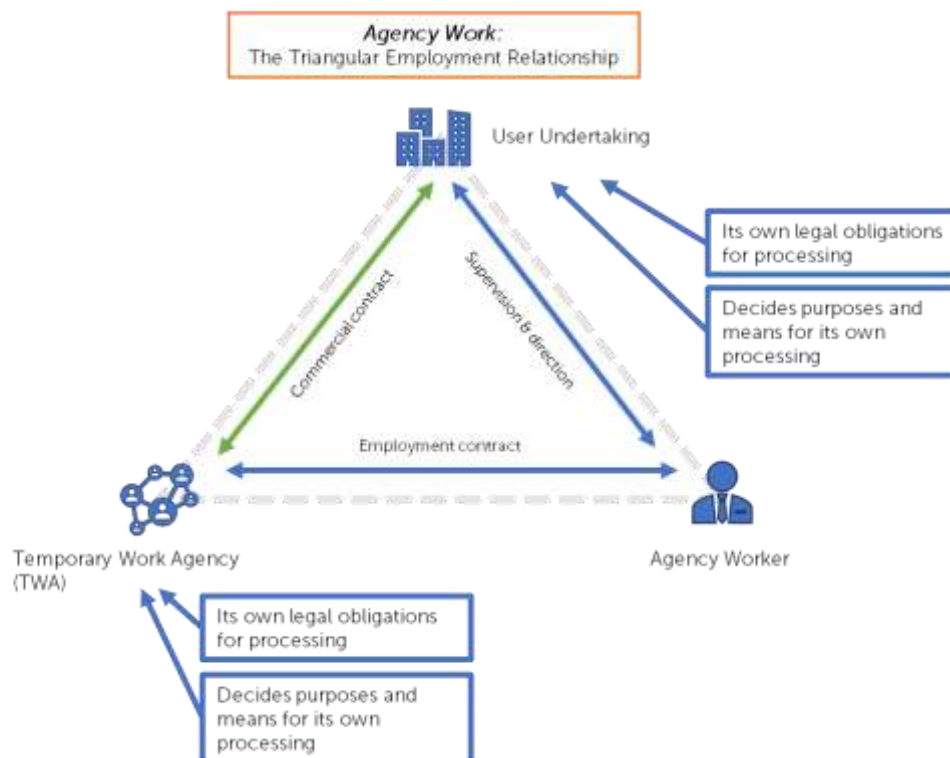 Agency Work:
The Triangular Employment Relationship
User Undertaking
Its own legal obligations
for processing
Decides purposes and
means for its own
processing
Commercial contract
Supervision & direction
Employment contract
Temporary Work Agency
(TWA)
Agency Worker
Its own legal obligations
for processing
Decides purposes and
means for its own
processing